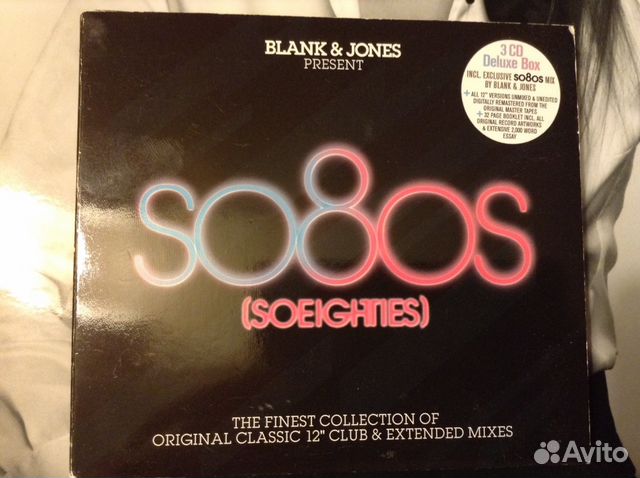 BLANK & JONES
PRESENT
3 CD
Deluxe Box
INCL. EXCLUSIVE so8os MIX
BY BLANK & JONES
+ ALL 12" VERSIONS UNMIXED & UNEDITED
DIGITALLY REMASTERED FROM THE
ORIGINAL MASTER TAPES
+ 32 PAGE BOOKLET INCL. ALL
ORIGINAL RECORD ARTWORKS
& EXTENSIVE 2,000 WORD
ESSAY
so8os
(SOEIGHTIES)
THE FINEST COLLECTION OF
ORIGINAL CLASSIC 12" CLUB & EXTENDED MIXES
Avito